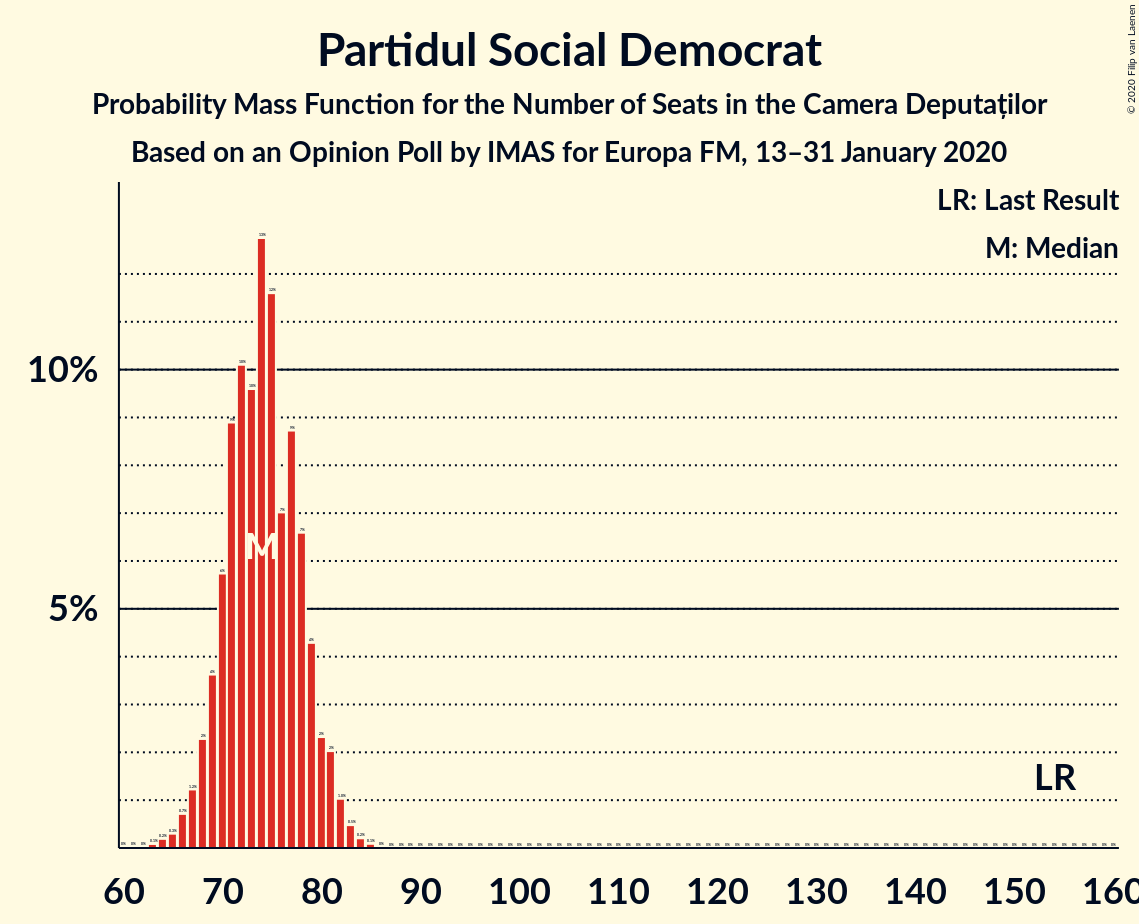 Partidul Social Democrat
Probability Mass Function for the Number of Seats in the Camera Deputaților
Based on an Opinion Poll by IMAS for Europa FM, 13–31 January 2020
© 2020 Filip van Laenen
LR: Last Result
M: Median
10%
5%
M
LR
60 70 80 90 100 110 120 130 140 150 160